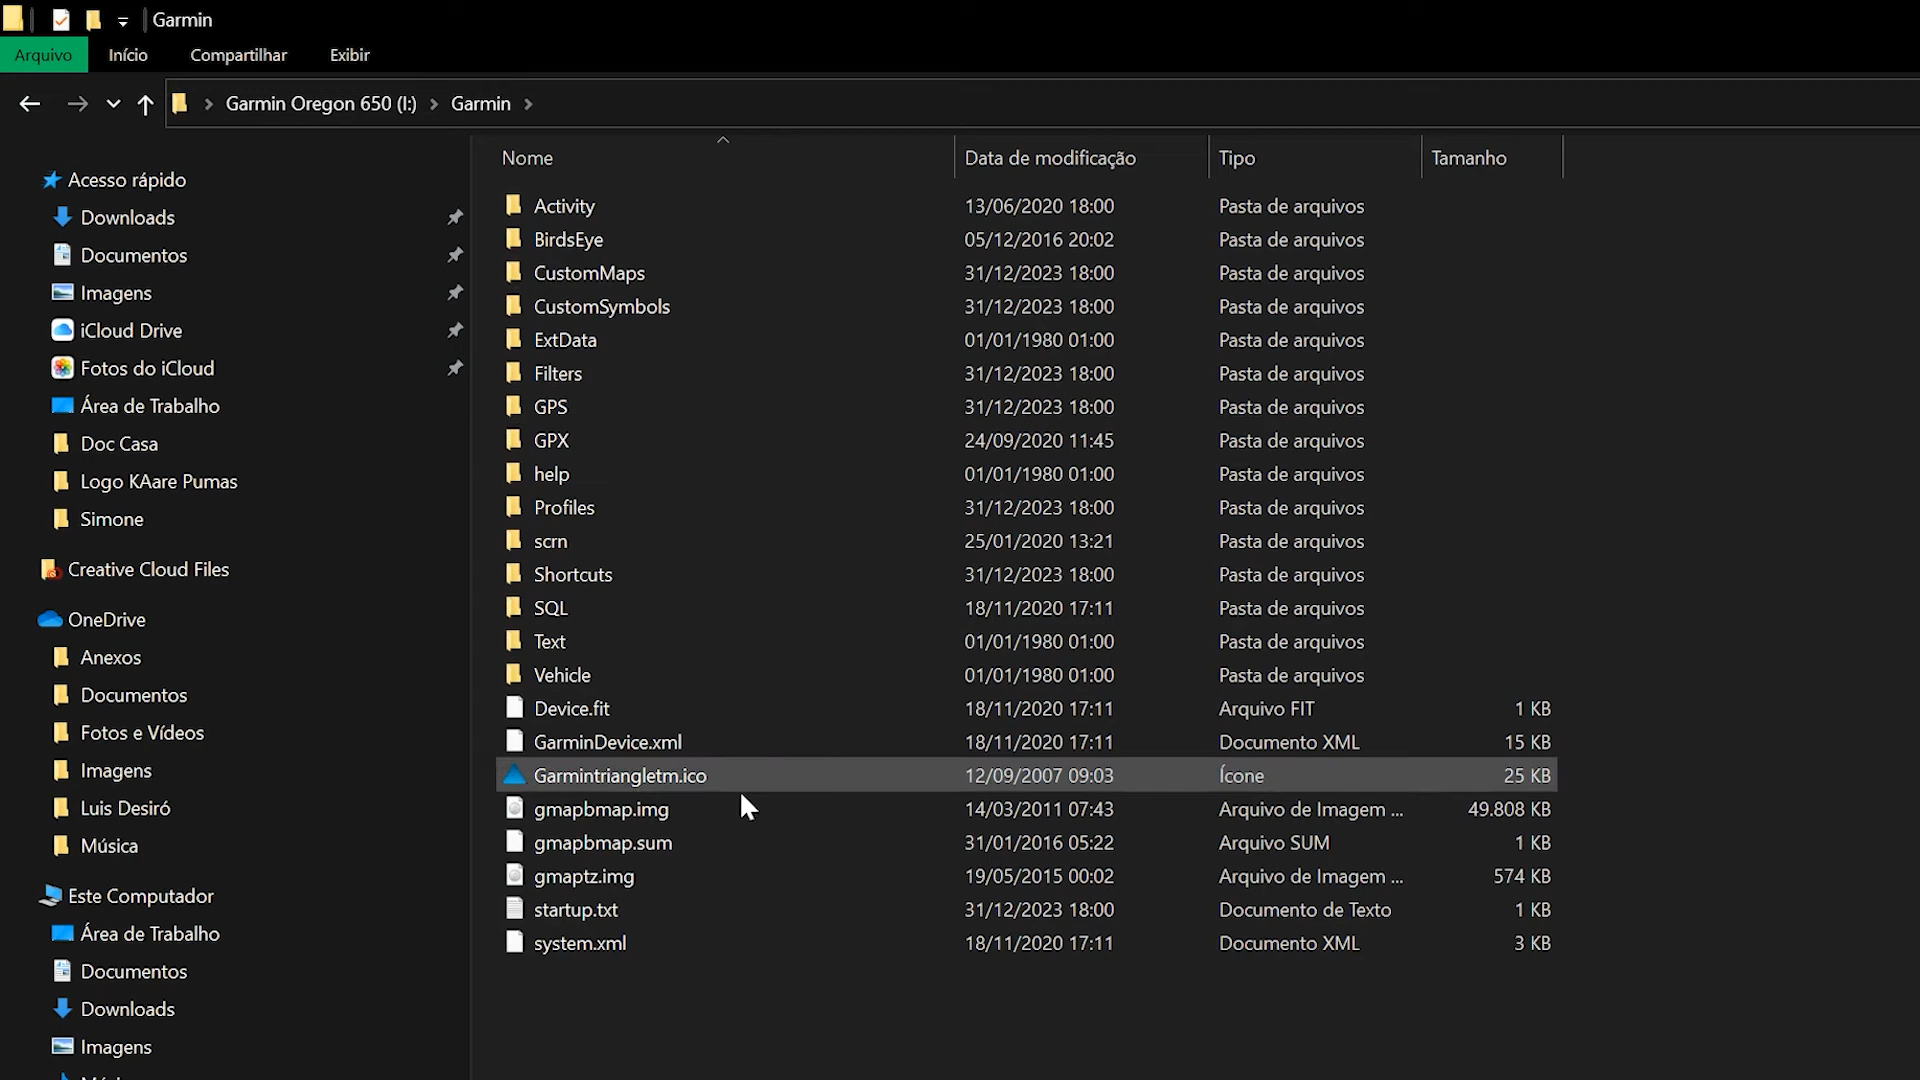 Garmin
Arquivo Início Compartilhar Exibir
Garmin Oregon 650 (I:) Garmin
Nome Data de modificação Tipo Tamanho
Acesso rápido
Downloads
Documentos
Imagens
iCloud Drive
Fotos do iCloud
Área de Trabalho
Doc Casa
Logo KAare Pumas
Simone
Creative Cloud Files
OneDrive
Anexos
Documentos
Fotos e Vídeos
Imagens
Luis Desiró
Música
Este Computador
Área de Trabalho
Documentos
Downloads
Imagens
Activity 13/06/2020 18:00 Pasta de arquivos
BirdsEye 05/12/2016 20:02 Pasta de arquivos
CustomMaps 31/12/2023 18:00 Pasta de arquivos
CustomSymbols 31/12/2023 18:00 Pasta de arquivos
ExtData 01/01/1980 01:00 Pasta de arquivos
Filters 31/12/2023 18:00 Pasta de arquivos
GPS 31/12/2023 18:00 Pasta de arquivos
GPX 24/09/2020 11:45 Pasta de arquivos
help 01/01/1980 01:00 Pasta de arquivos
Profiles 31/12/2023 18:00 Pasta de arquivos
scrn 25/01/2020 13:21 Pasta de arquivos
Shortcuts 31/12/2023 18:00 Pasta de arquivos
SQL 18/11/2020 17:11 Pasta de arquivos
Text 01/01/1980 01:00 Pasta de arquivos
Vehicle 01/01/1980 01:00 Pasta de arquivos
Device.fit 18/11/2020 17:11 Arquivo FIT 1 KB
GarminDevice.xml 18/11/2020 17:11 Documento XML 15 KB
Garmintriangletm.ico 12/09/2007 09:03 Ícone 25 KB
gmapbmap.img 14/03/2011 07:43 Arquivo de Imagem ... 49.808 KB
gmapbmap.sum 31/01/2016 05:22 Arquivo SUM 1 KB
gmaptz.img 19/05/2015 00:02 Arquivo de Imagem ... 574 KB
startup.txt 31/12/2023 18:00 Documento de Texto 1 KB
system.xml 18/11/2020 17:11 Documento XML 3 KB